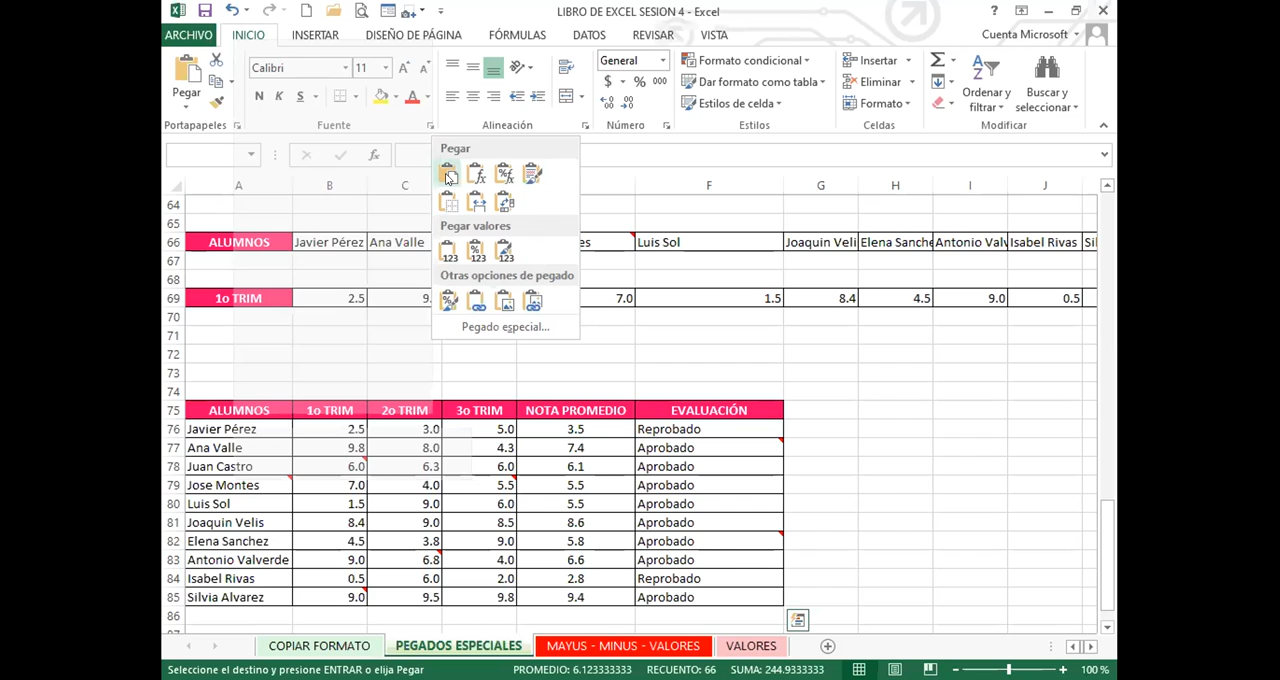 LIBRO DE EXCEL SESION 4 - Excel
ARCHIVO INICIO INSERTAR DISEÑO DE PÁGINA FÓRMULAS DATOS REVISAR VISTA Cuenta Microsoft
Pegar
Calibri 11
N K S
General
$ % 000
Formato condicional
Dar formato como tabla
Estilos de celda
Insertar
Eliminar
Formato
Ordenar y filtrar
Buscar y seleccionar
Portapapeles Fuente Alineación Número Estilos Celdas Modificar
Pegar
Pegar valores
123 123 123
Otras opciones de pegado
Pegado especial...
A B C F G H I J
64
65
66 ALUMNOS Javier Pérez Ana Valle es Luis Sol Joaquin Veli Elena Sanche Antonio Valv Isabel Rivas Sil
67
68
69 1o TRIM 2.5 9. 7.0 1.5 8.4 4.5 9.0 0.5
70
71
72
73
74
75 ALUMNOS 1o TRIM 2o TRIM 3o TRIM NOTA PROMEDIO EVALUACIÓN
76 Javier Pérez 2.5 3.0 5.0 3.5 Reprobado
77 Ana Valle 9.8 8.0 4.3 7.4 Aprobado
78 Juan Castro 6.0 6.3 6.0 6.1 Aprobado
79 Jose Montes 7.0 4.0 5.5 5.5 Aprobado
80 Luis Sol 1.5 9.0 6.0 5.5 Aprobado
81 Joaquin Velis 8.4 9.0 8.5 8.6 Aprobado
82 Elena Sanchez 4.5 3.8 9.0 5.8 Aprobado
83 Antonio Valverde 9.0 6.8 4.0 6.6 Aprobado
84 Isabel Rivas 0.5 6.0 2.0 2.8 Reprobado
85 Silvia Alvarez 9.0 9.5 9.8 9.4 Aprobado
86
COPIAR FORMATO PEGADOS ESPECIALES MAYUS - MINUS - VALORES VALORES
Seleccione el destino y presione ENTRAR o elija Pegar PROMEDIO: 6.123333333 RECUENTO: 66 SUMA: 244.9333333 100 %